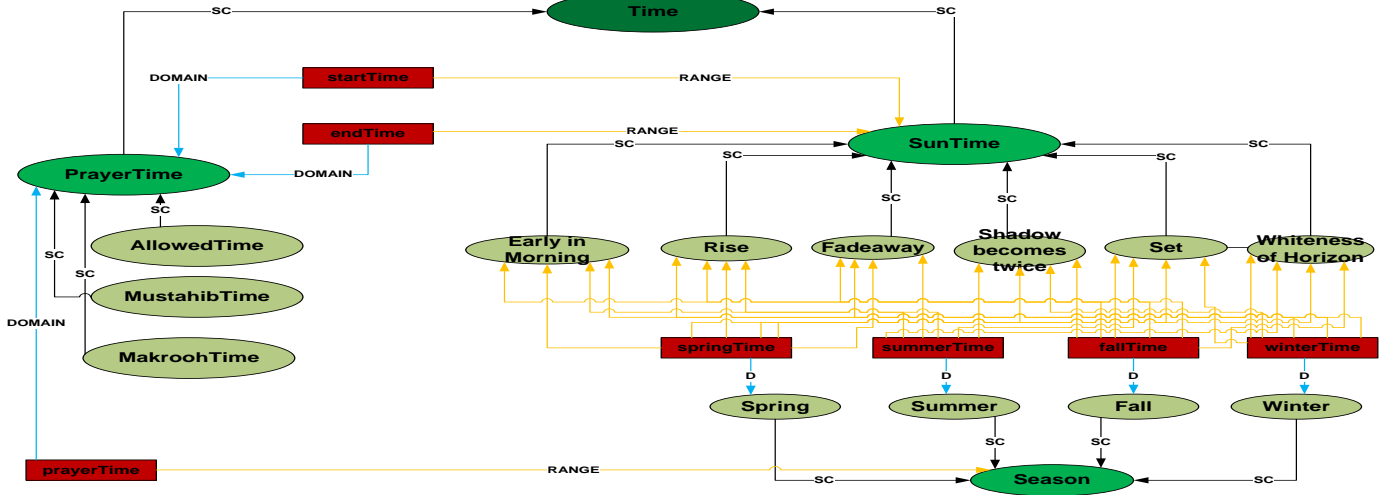 SC
SC
Time
DOMAIN
startTime
RANGE
endTime
RANGE
SC
SunTime
SC
SC
SC
DOMAIN
PrayerTime
SC
SC
SC
AllowedTime
Early in
Morning
Rise
Fadeaway
Shadow
becomes
twice
Set
Whiteness
of Horizon
SC
SC
MustahibTime
DOMAIN
MakroohTime
springTime
summerTime
fallTime
winterTime
D
D
D
D
Spring
Summer
Fall
Winter
SC
SC
prayerTime
RANGE
SC
Season
SC